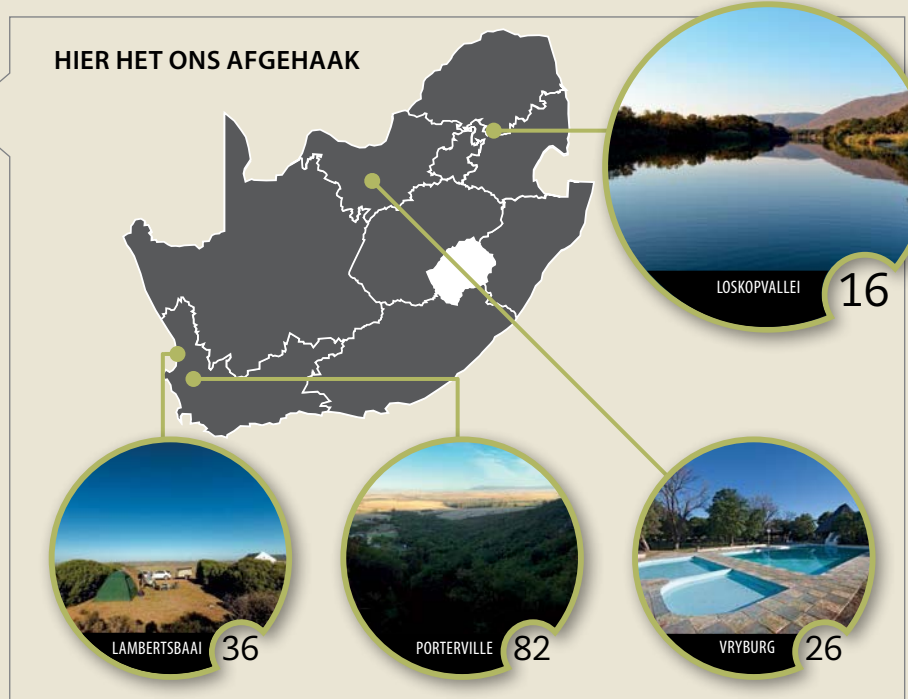 HIER HET ONS AFGEHAAK
LOSKOPVALLEI 16
LAMBERTSBAAI 36
PORTERVILLE 82
VRYBURG 26